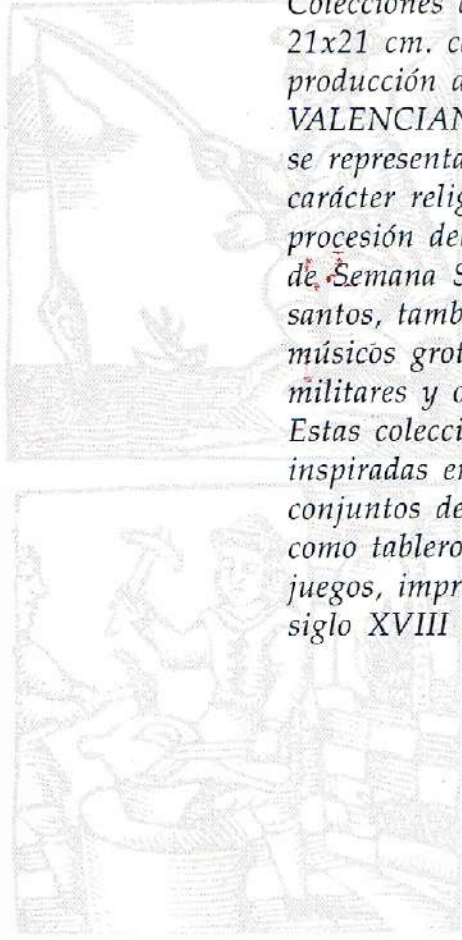 Colecciones
21x21 cm. c
producción d
VALENCIAN
se representa
carácter relig
procesión de
de Semana S
santos, tamb
músicos grot
militares y o
Estas colecci
inspiradas en
conjuntos de
como tablero
juegos, impr
siglo XVIII